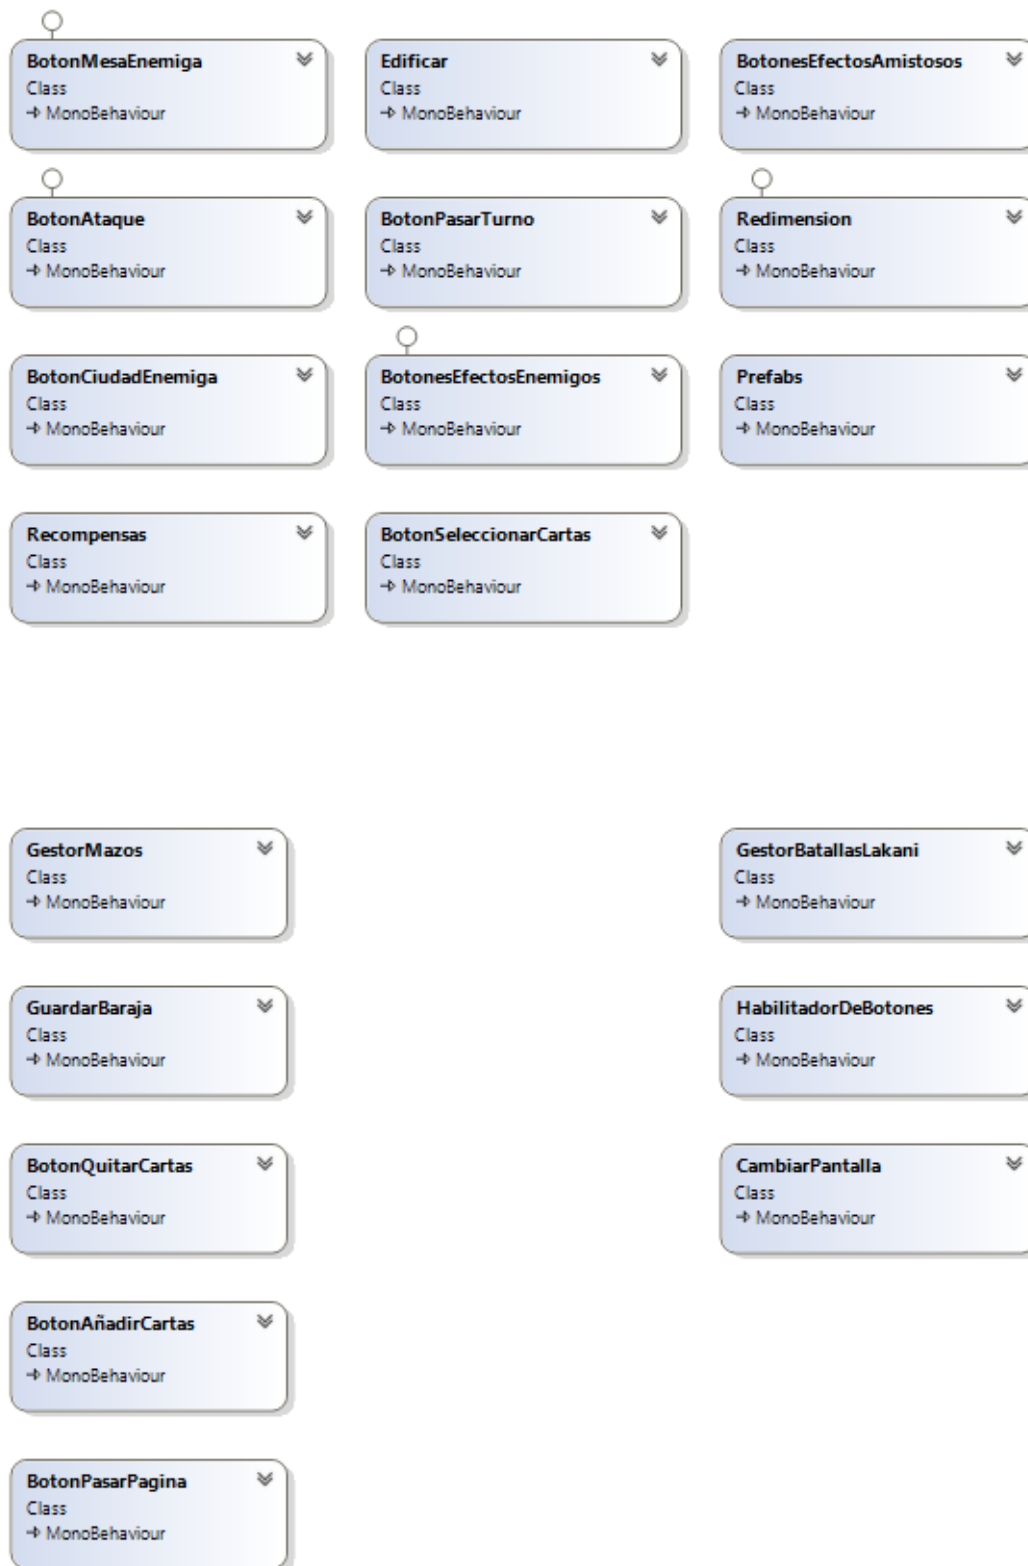 BotonMesaEnemiga
Class
MonoBehaviour
Edificar
Class
MonoBehaviour
BotonesEfectosAmistosos
Class
MonoBehaviour
BotonAtaque
Class
MonoBehaviour
BotonPasarTurno
Class
MonoBehaviour
Redimension
Class
MonoBehaviour
BotonCiudadEnemiga
Class
MonoBehaviour
BotonesEfectosEnemigos
Class
MonoBehaviour
Prefabs
Class
MonoBehaviour
Recompensas
Class
MonoBehaviour
BotonSeleccionarCartas
Class
MonoBehaviour
GestorMazos
Class
MonoBehaviour
GestorBatallasLakani
Class
MonoBehaviour
GuardarBaraja
Class
MonoBehaviour
HabilitadorDeBotones
Class
MonoBehaviour
BotonQuitarCartas
Class
MonoBehaviour
CambiarPantalla
Class
MonoBehaviour
BotonAñadirCartas
Class
MonoBehaviour
BotonPasarPagina
Class
MonoBehaviour